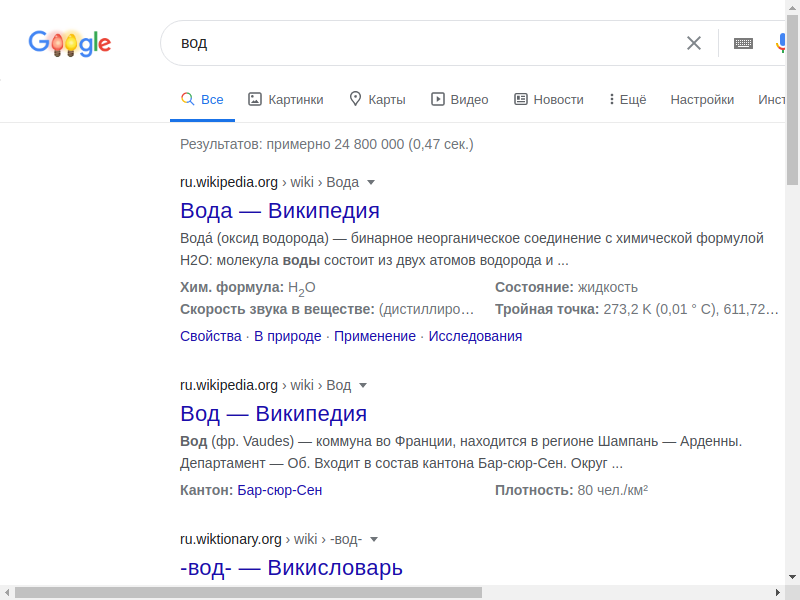 Google
вод
Все Картинки Карты Видео Новости Ещё Настройки Инст
Результатов: примерно 24 800 000 (0,47 сек.)
ru.wikipedia.org › wiki › Вода
Вода — Википедия
Вода́ (оксид водорода) — бинарное неорганическое соединение с химической формулой
H2O: молекула воды состоит из двух атомов водорода и ...
Хим. формула: H2O Состояние: жидкость
Скорость звука в веществе: (дистиллиро… Тройная точка: 273,2 K (0,01 ° C), 611,72…
Свойства · В природе · Применение · Исследования
ru.wikipedia.org › wiki › Вод
Вод — Википедия
Вод (фр. Vaudes) — коммуна во Франции, находится в регионе Шампань — Арденны.
Департамент — Об. Входит в состав кантона Бар-сюр-Сен. Округ ...
Кантон: Бар-сюр-Сен Плотность: 80 чел./км²
ru.wiktionary.org › wiki › -вод-
-вод- — Викисловарь